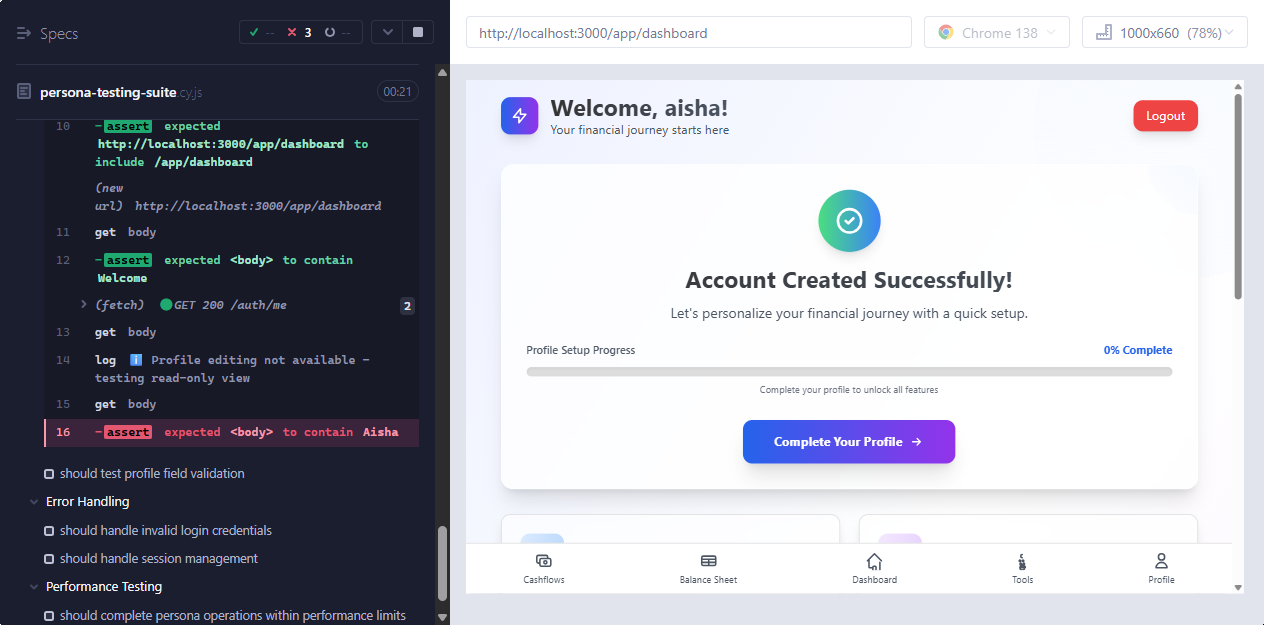 Specs
-- 3 --
persona-testing-suite.cy.js
00:21
10 -assert expected
http://localhost:3000/app/dashboard to
include /app/dashboard
(new
url) http://localhost:3000/app/dashboard
11 get body
12 -assert expected <body> to contain
Welcome
(fetch) GET 200 /auth/me 2
13 get body
14 log ℹ️ Profile editing not available -
testing read-only view
15 get body
16 -assert expected <body> to contain Aisha
should test profile field validation
Error Handling
should handle invalid login credentials
should handle session management
Performance Testing
should complete persona operations within performance limits
http://localhost:3000/app/dashboard
Chrome 138
1000x660 (78%)
Welcome, aisha!
Your financial journey starts here
Logout
Account Created Successfully!
Let's personalize your financial journey with a quick setup.
Profile Setup Progress
0% Complete
Complete your profile to unlock all features
Complete Your Profile →
Cashflows
Balance Sheet
Dashboard
Tools
Profile